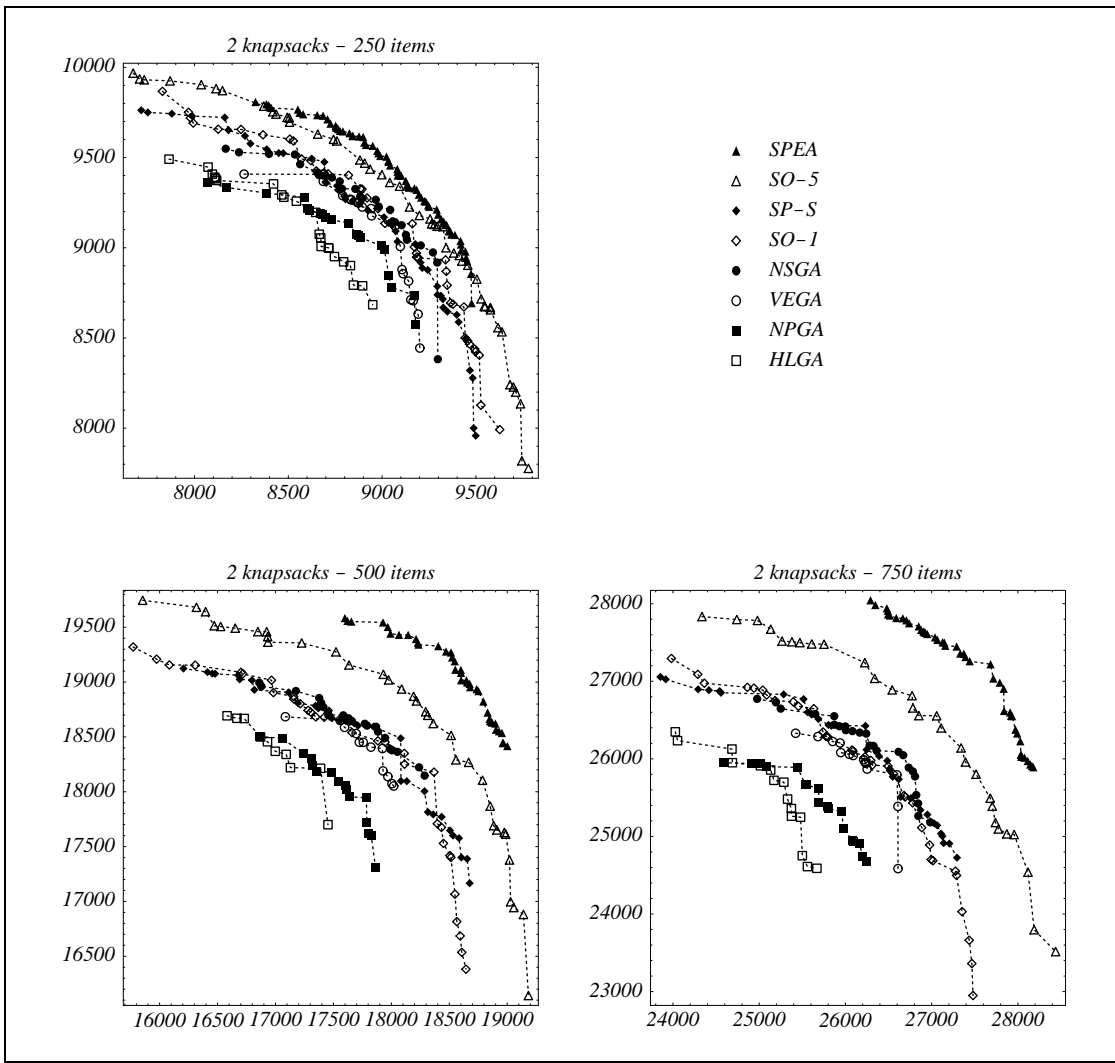 2 knapsacks - 250 items
10000
9500
9000
8500
8000
8000 8500 9000 9500
SPEA
SO-5
SP-S
SO-1
NSGA
VEGA
NPGA
HLGA
2 knapsacks - 500 items
19500
19000
18500
18000
17500
17000
16500
16000 16500 17000 17500 18000 18500 19000
2 knapsacks - 750 items
28000
27000
26000
25000
24000
23000
24000 25000 26000 27000 28000